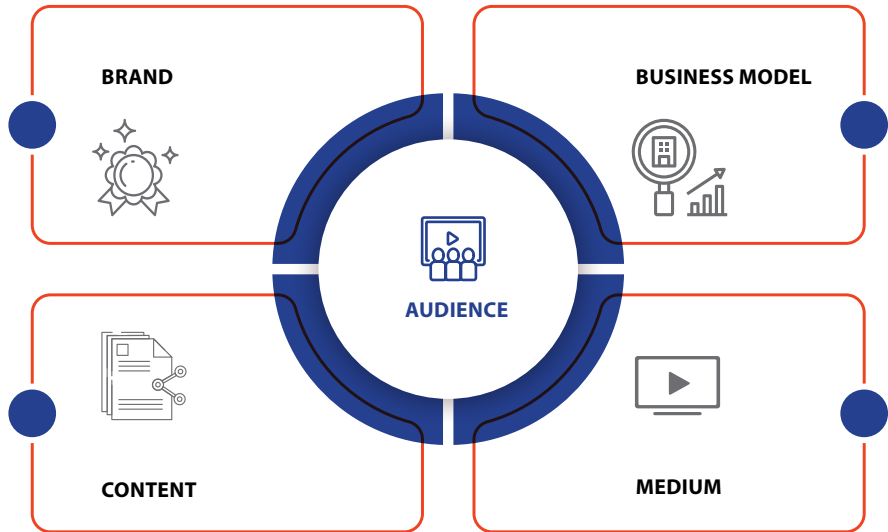 BRAND
BUSINESS MODEL
AUDIENCE
CONTENT
MEDIUM